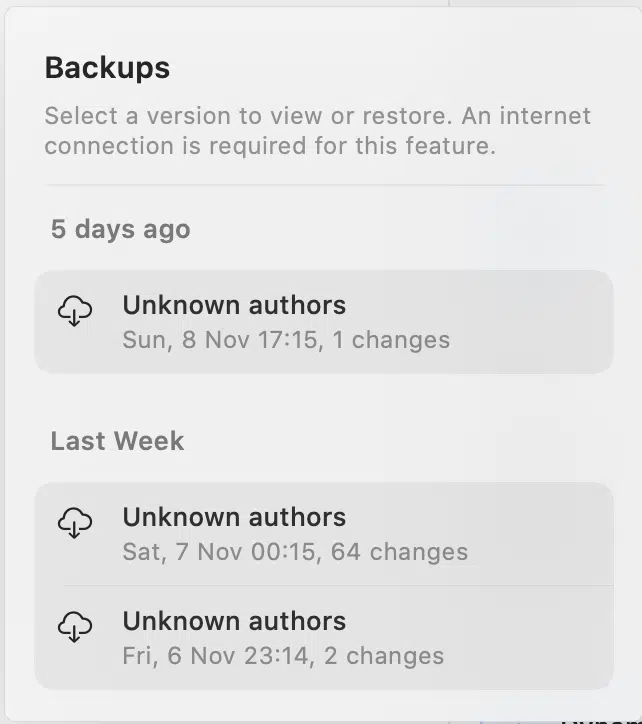 Backups
Select a version to view or restore. An internet
connection is required for this feature.
5 days ago
Unknown authors
Sun, 8 Nov 17:15, 1 changes
Last Week
Unknown authors
Sat, 7 Nov 00:15, 64 changes
Unknown authors
Fri, 6 Nov 23:14, 2 changes